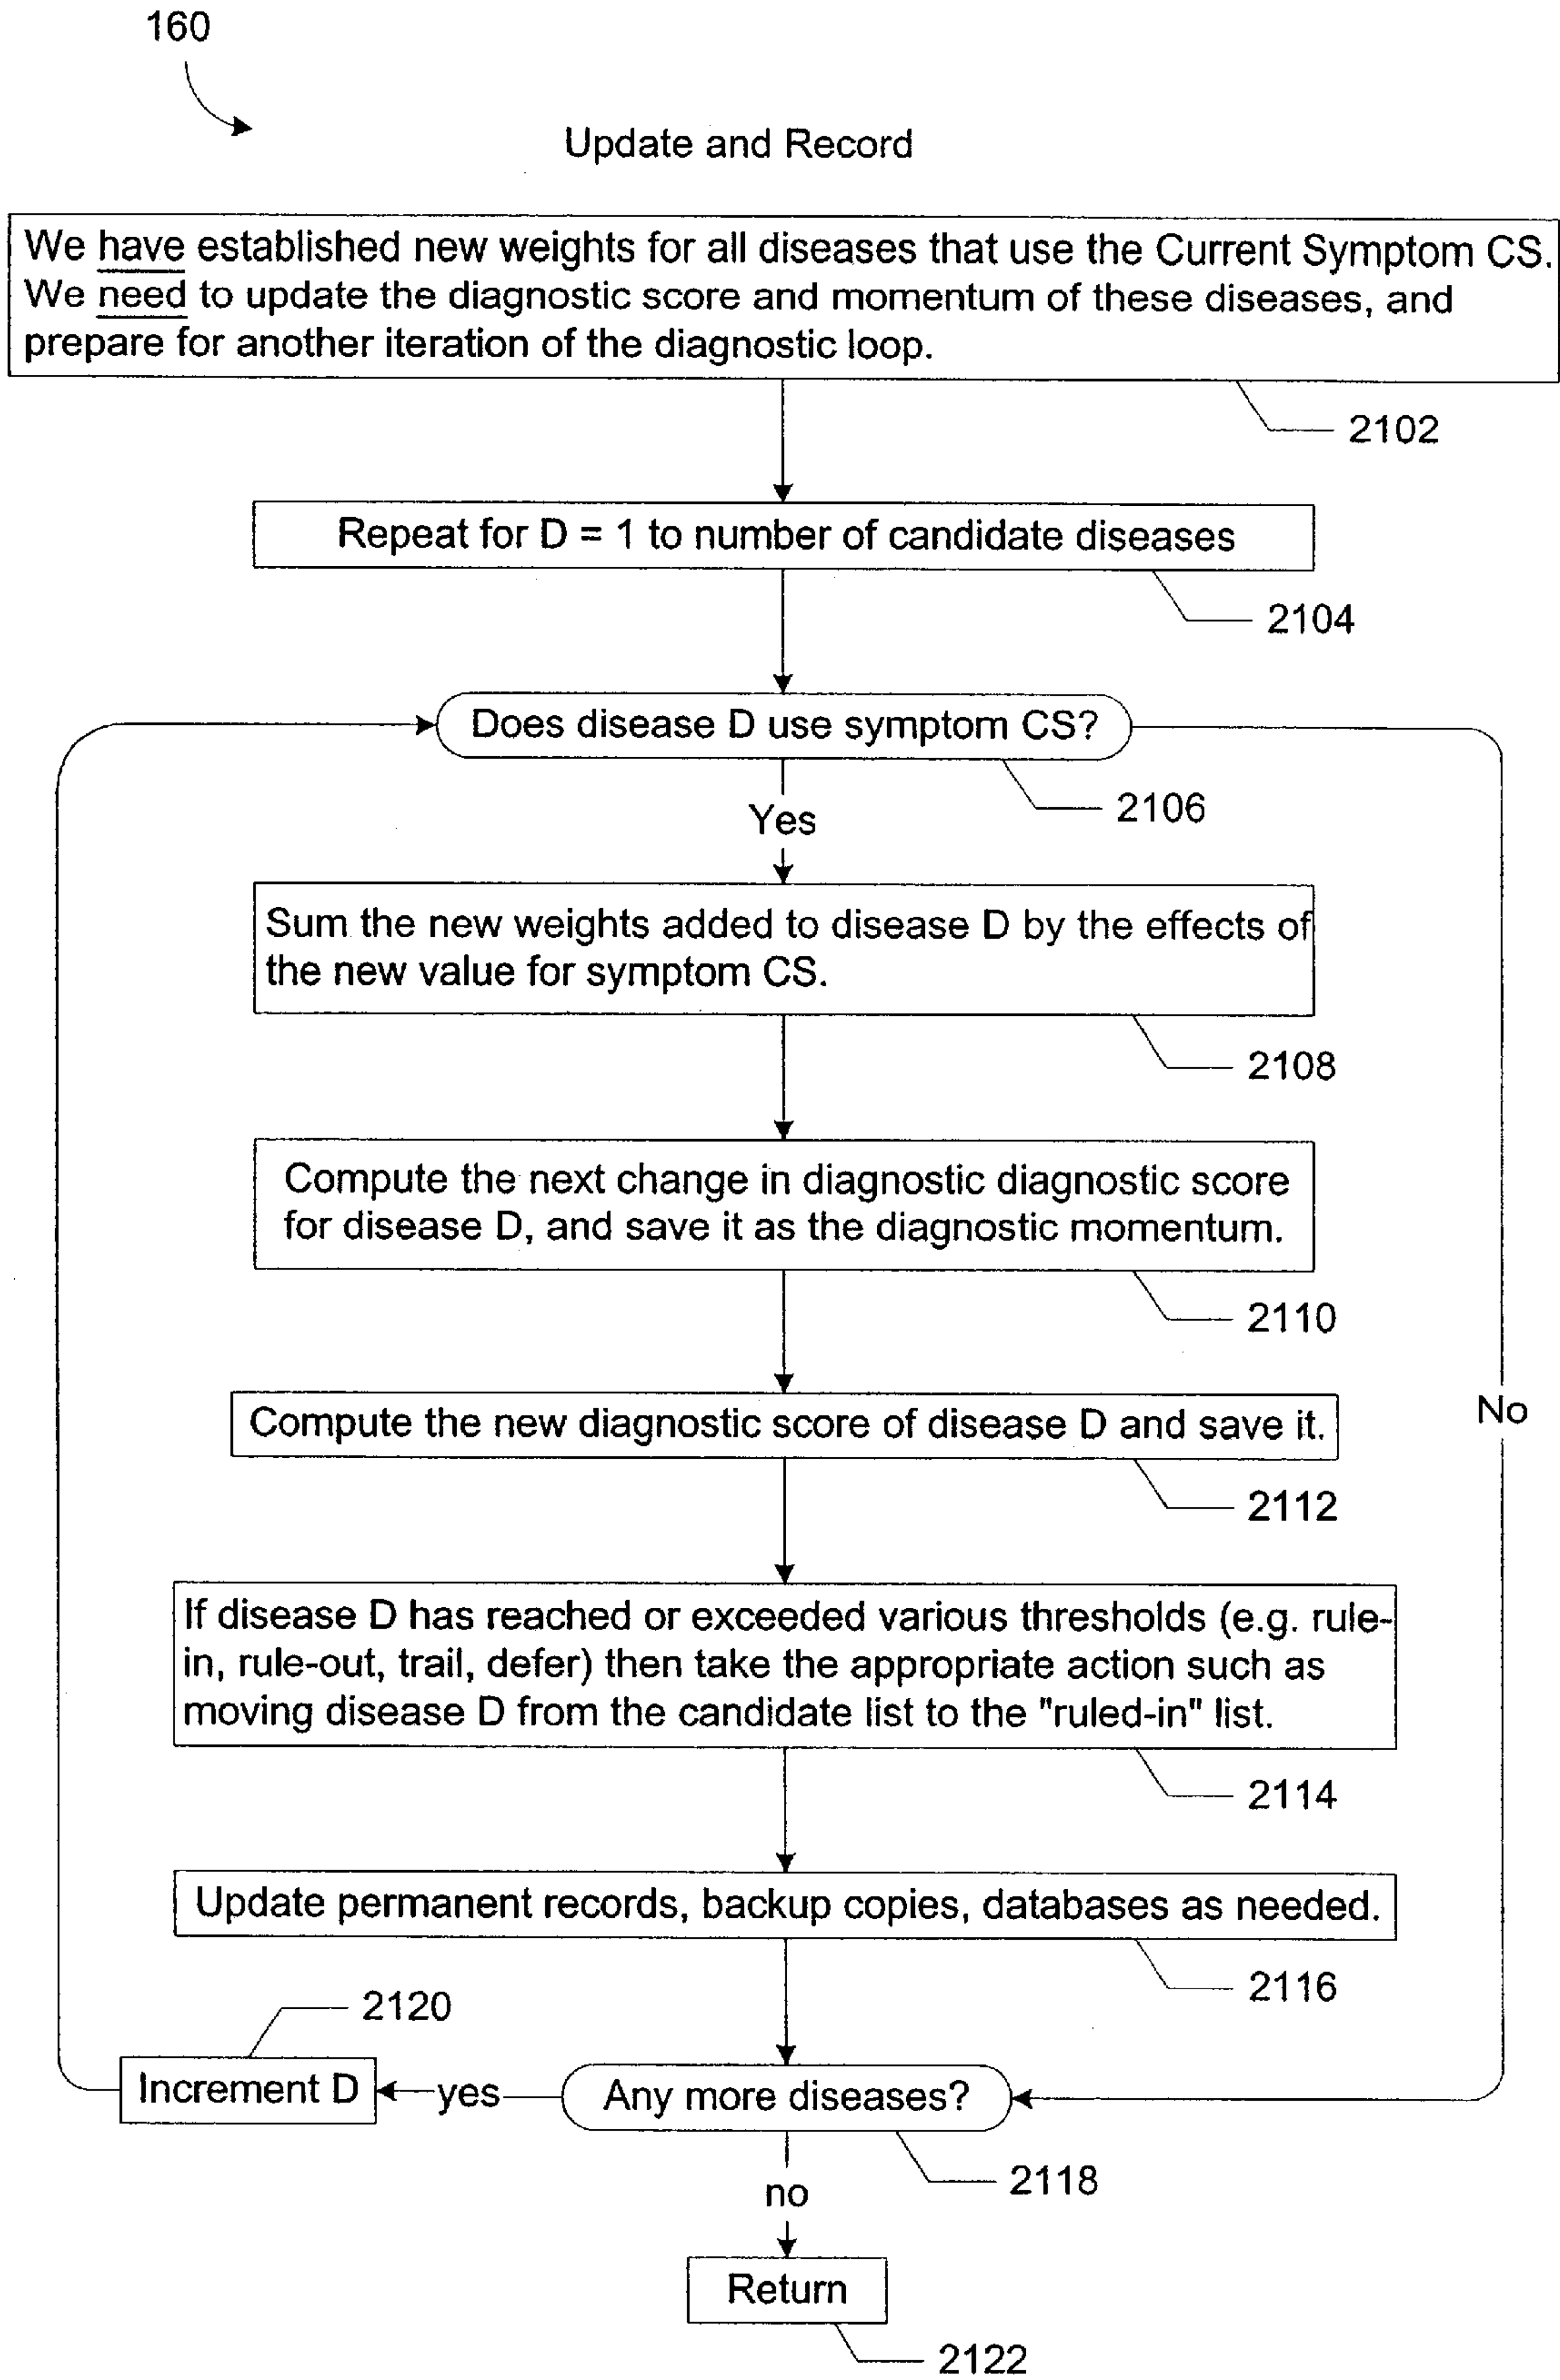 160
Update and Record
We have established new weights for all diseases that use the Current Symptom CS.
We need to update the diagnostic score and momentum of these diseases, and
prepare for another iteration of the diagnostic loop.
2102
Repeat for D = 1 to number of candidate diseases
2104
Does disease D use symptom CS?
2106
Yes
Sum the new weights added to disease D by the effects of
the new value for symptom CS.
2108
Compute the next change in diagnostic diagnostic score
for disease D, and save it as the diagnostic momentum.
2110
No
Compute the new diagnostic score of disease D and save it.
2112
If disease D has reached or exceeded various thresholds (e.g. rule-
in, rule-out, trail, defer) then take the appropriate action such as
moving disease D from the candidate list to the "ruled-in" list.
2114
Update permanent records, backup copies, databases as needed.
2116
2120
Increment D
yes
Any more diseases?
2118
no
Return
2122